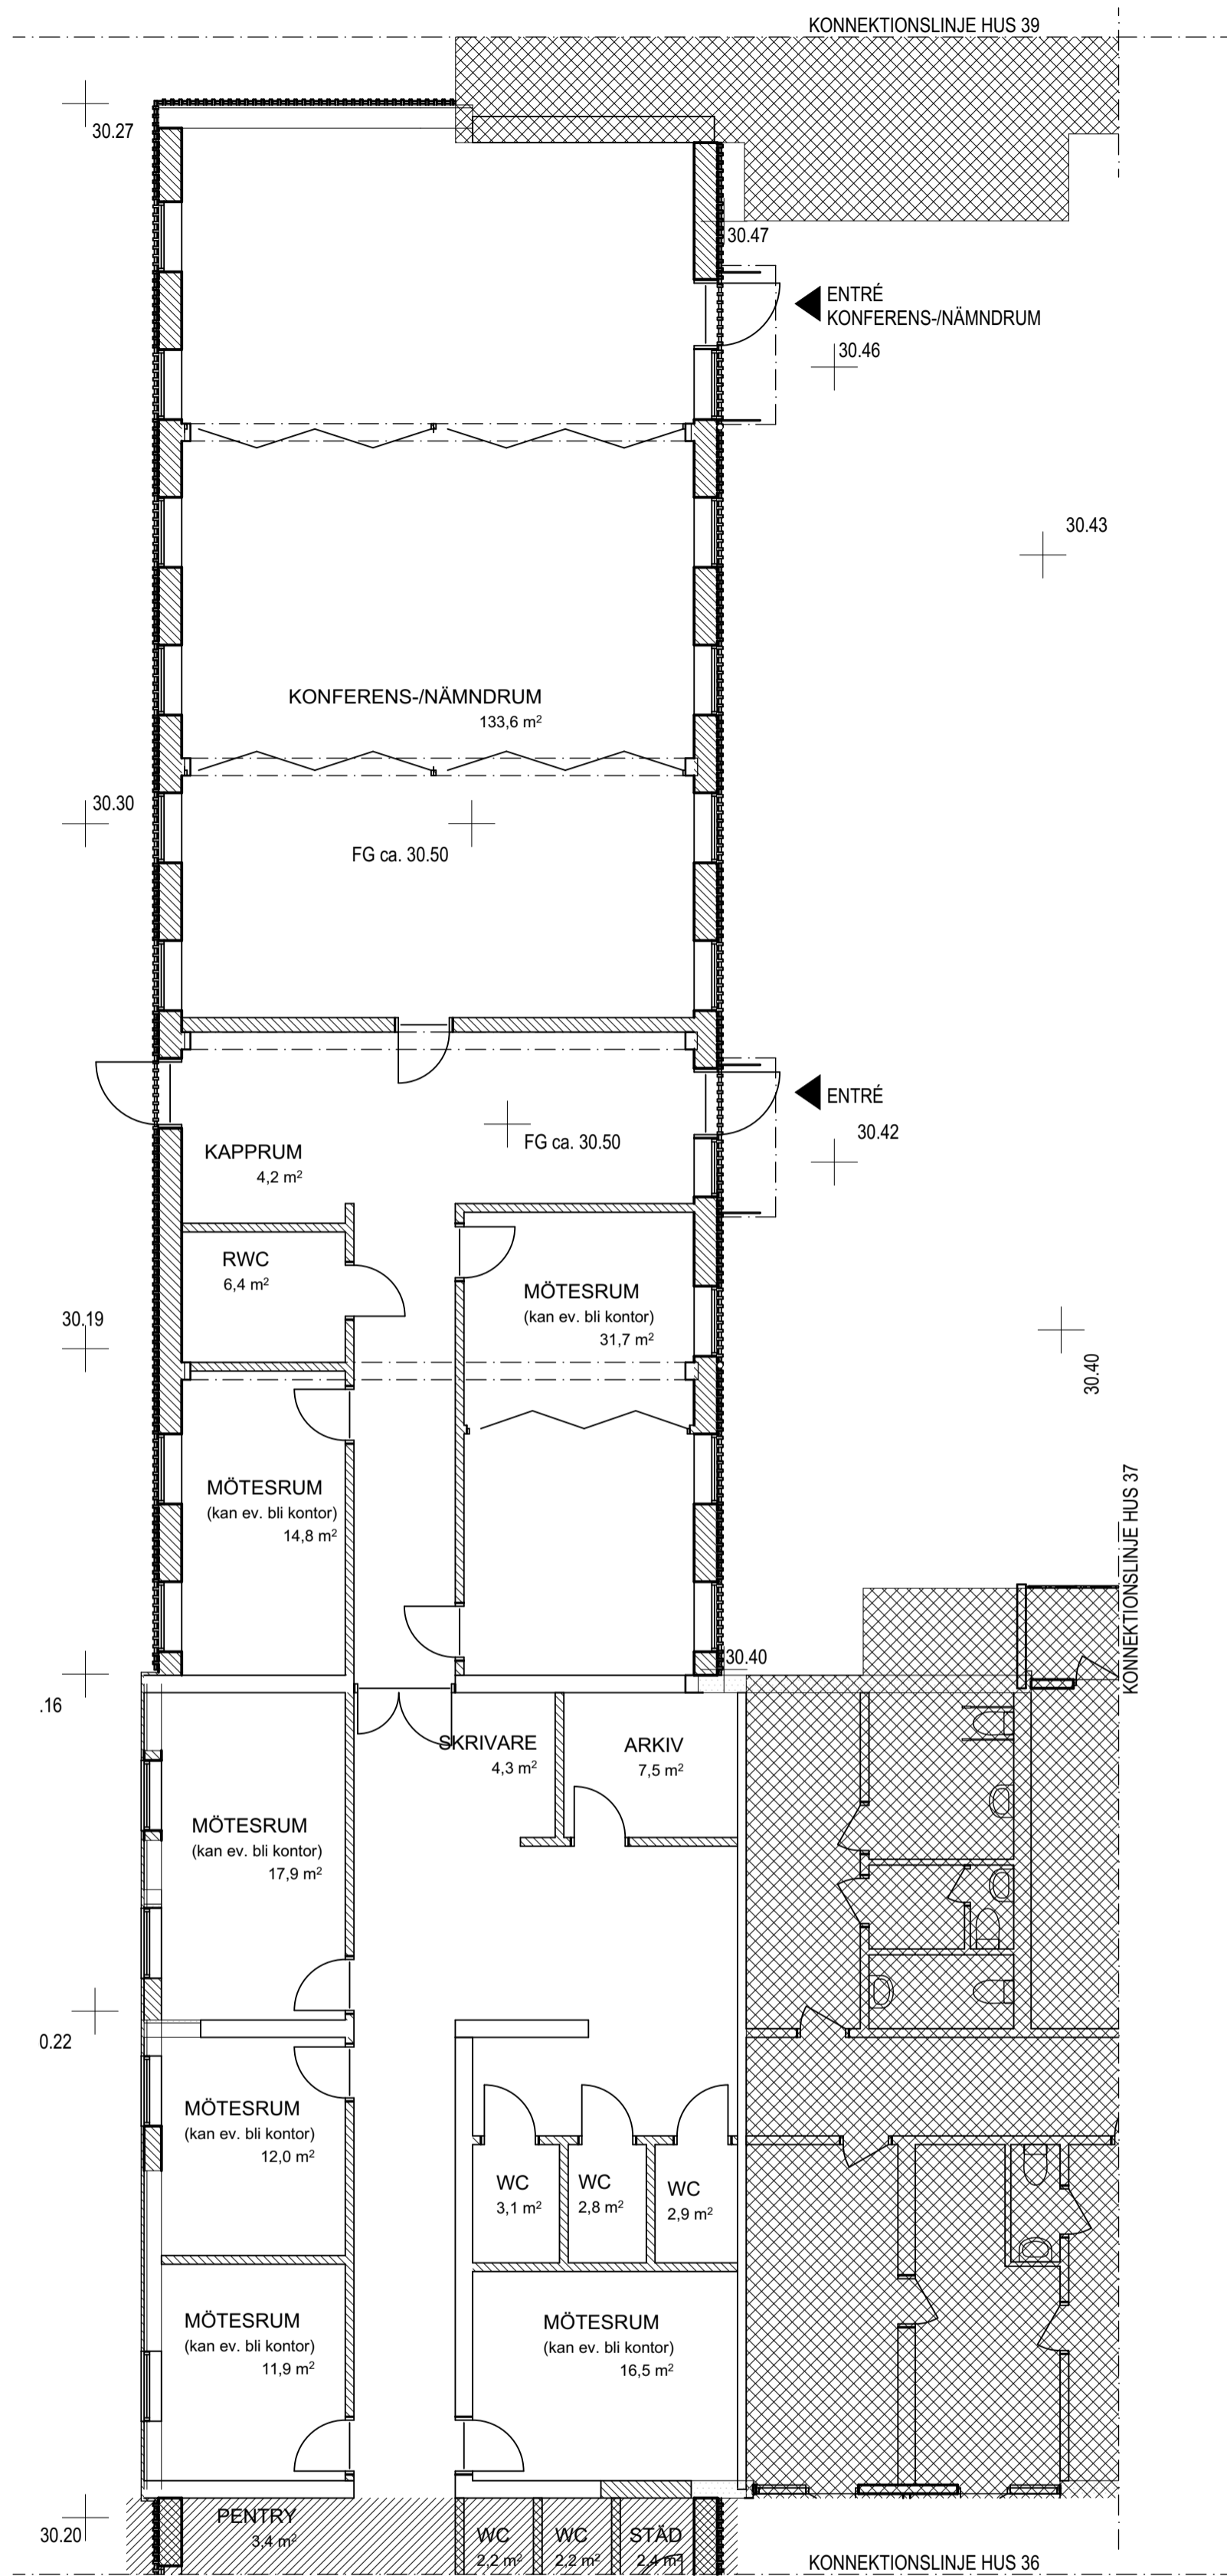 KONNEKTIONSLINJE HUS 39
30.27
30.47
ENTRÉ
KONFERENS-/NÄMNDRUM
30.46
30.43
KONFERENS-/NÄMNDRUM
133,6 m²
30.30
FG ca. 30.50
ENTRÉ
30.42
FG ca. 30.50
KAPPRUM
4,2 m²
RWC
6,4 m²
MÖTESRUM
(kan ev. bli kontor)
31,7 m²
30.19
30.40
KONNEKTIONSLINJE HUS 37
MÖTESRUM
(kan ev. bli kontor)
14,8 m²
30.40
.16
SKRIVARE
4,3 m²
ARKIV
7,5 m²
MÖTESRUM
(kan ev. bli kontor)
17,9 m²
0.22
MÖTESRUM
(kan ev. bli kontor)
12,0 m²
WC
3,1 m²
WC
2,8 m²
WC
2,9 m²
MÖTESRUM
(kan ev. bli kontor)
11,9 m²
MÖTESRUM
(kan ev. bli kontor)
16,5 m²
PENTRY
3,4 m²
30.20
WC
2,2 m²
WC
2,2 m²
STÄD
2,4 m²
KONNEKTIONSLINJE HUS 36